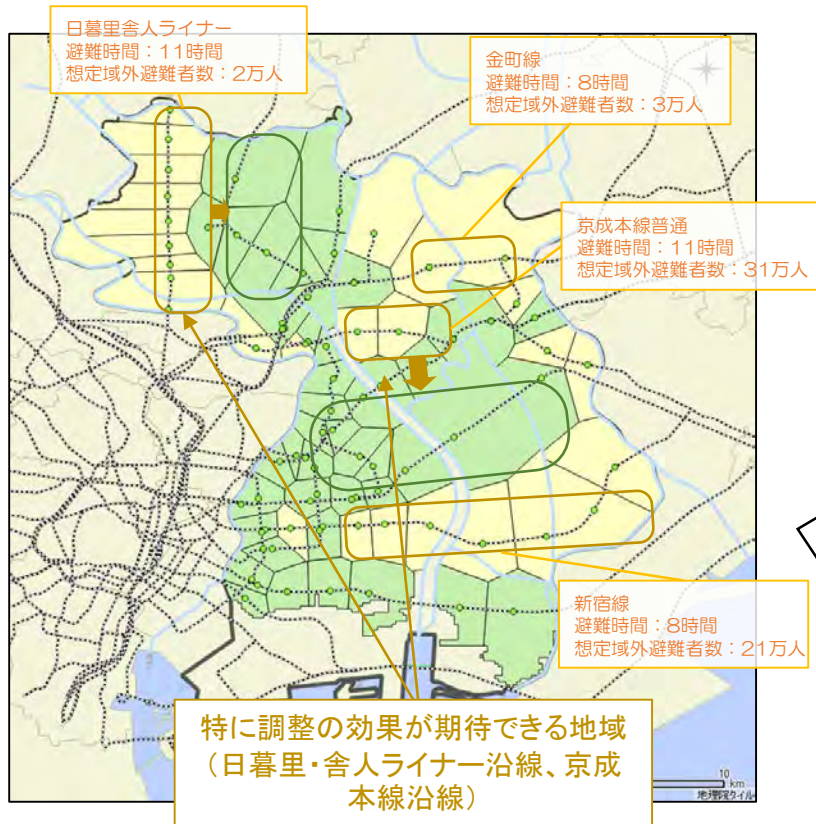 日暮里舎人ライナー
避難時間：11時間
想定域外避難者数：2万人
金町線
避難時間：8時間
想定域外避難者数：3万人
京成本線普通
避難時間：11時間
想定域外避難者数：31万人
新宿線
避難時間：8時間
想定域外避難者数：21万人
特に調整の効果が期待できる地域
（日暮里・舎人ライナー沿線、京成
本線沿線）
10
km
地理院タイル